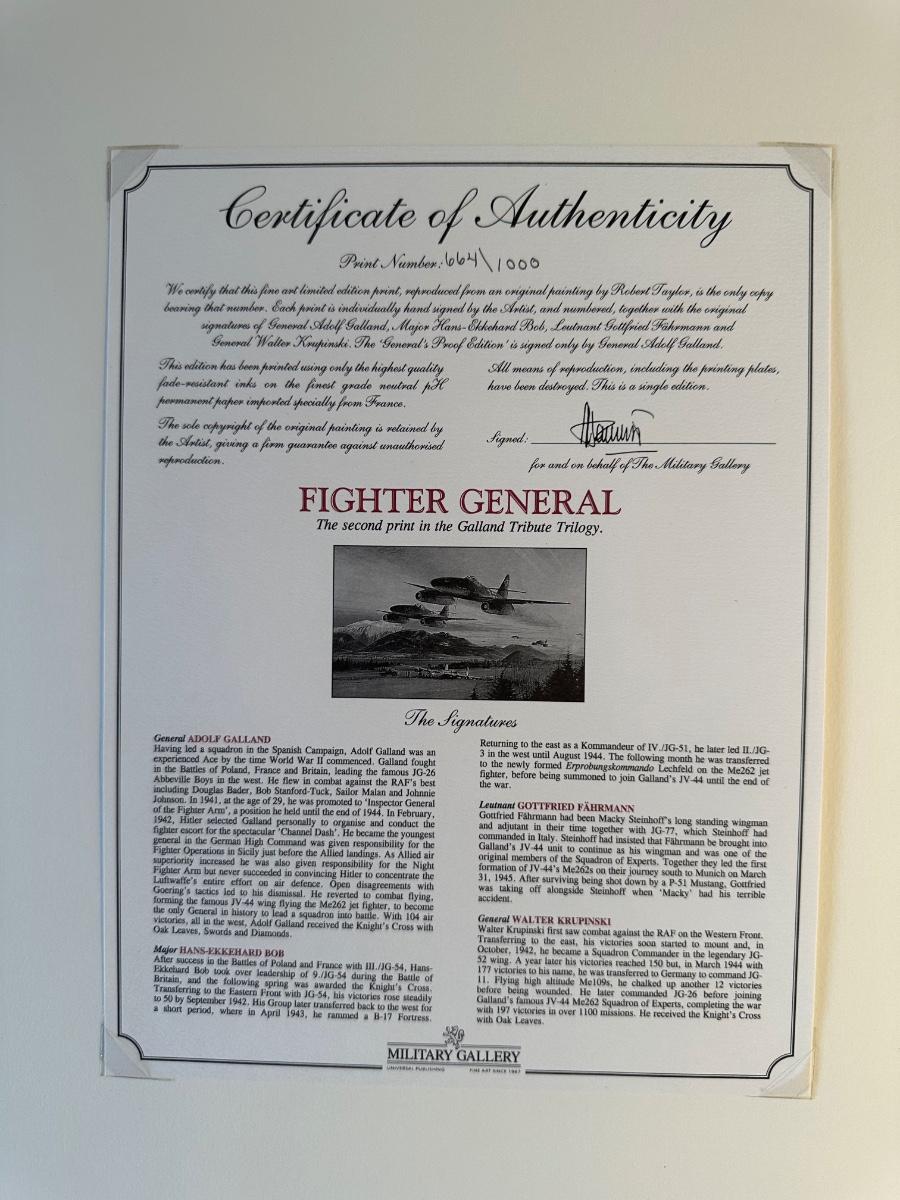 Certificate of Authenticity
Print Number: 664\1000
We certify that this fine art limited edition print, reproduced from an original painting by Robert Taylor, is the only copy
bearing that number. Each print is individually hand signed by the Artist, and numbered, together with the original
signatures of General Adolf Galland, Major Hans-Ekkehard Bob, Leutnant Gottfried Fährmann and
General Walter Krupinski. The 'General's Proof Edition' is signed only by General Adolf Galland.
This edition has been printed using only the highest quality
fade-resistant inks on the finest grade neutral pH
permanent paper imported specially from France.
The sole copyright of the original painting is retained by
the Artist, giving a firm guarantee against unauthorised
reproduction.
All means of reproduction, including the printing plates,
have been destroyed. This is a single edition.
Signed:
for and on behalf of The Military Gallery
FIGHTER GENERAL
The second print in the Galland Tribute Trilogy.
The Signatures
General ADOLF GALLAND
Having led a squadron in the Spanish Campaign, Adolf Galland was an
experienced Ace by the time World War II commenced. Galland fought
in the Battles of Poland, France and Britain, leading the famous JG-26
Abbeville Boys in the west. He flew in combat against the RAF's best
including Douglas Bader, Bob Stanford-Tuck, Sailor Malan and Johnnie
Johnson. In 1941, at the age of 29, he was promoted to 'Inspector General
of the Fighter Arm', a position he held until the end of 1944. In February,
1942, Hitler selected Galland personally to organise and conduct the
fighter escort for the spectacular 'Channel Dash'. He became the youngest
general in the German High Command was given responsibility for the
Fighter Operations in Sicily just before the Allied landings. As Allied air
superiority increased he was also given responsibility for the Night
Fighter Arm but never succeeded in convincing Hitler to concentrate the
Luftwaffe's entire effort on air defence. Open disagreements with
Goering's tactics led to his dismissal. He reverted to combat flying,
forming the famous JG-44 wing flying the Me262 jet fighter, to become
the only General in history to lead a squadron into battle. With 104 air
victories, all in the west, Adolf Galland received the Knight's Cross with
Oak Leaves, Swords and Diamonds.
Major HANS-EKKEHARD BOB
After success in the Battles of Poland and France with III./JG-54, Hans-
Ekkehard Bob took over leadership of 9./JG-54 during the Battle of
Britain, and the following spring was awarded the Knight's Cross.
Transferring to the Eastern Front with JG-54, his victories rose steadily
to 50 by September 1942. His Group later transferred back to the west for
a short period, where in April 1943, he rammed a B-17 Fortress.
Returning to the east as a Kommandeur of IV./JG-51, he later led II./JG-
3 in the west until August 1944. The following month he was transferred
to the newly formed Erprobungskommando Lechfeld on the Me262 jet
fighter, before being summoned to join Galland's JV-44 until the end of
the war.
Leutnant GOTTFRIED FÄHRMANN
Gottfried Fährmann had been Macky Steinhoff's long standing wingman
and adjutant in their time together with JG-77, which Steinhoff had
commanded in Italy. Steinhoff had insisted that Fährmann be brought into
Galland's JV-44 unit to continue as his wingman and was one of the
original members of the Squadron of Experts. Together they led the first
formation of JV-44's Me262s on their journey south to Munich on March
31, 1945. After surviving being shot down by a P-51 Mustang, Gottfried
was taking off alongside Steinhoff when 'Macky' had his terrible
accident.
General WALTER KRUPINSKI
Walter Krupinski first saw combat against the RAF on the Western Front.
Transferring to the east, his victories soon started to mount and, in
October, 1942, he became a Squadron Commander in the legendary JG-
52 wing. A year later his victories reached 150 but, in March 1944 with
177 victories to his name, he was transferred to Germany to command JG-
11. Flying high altitude Me109s, he chalked up another 12 victories
before being wounded. He later commanded JG-26 before joining
Galland's famous JV-44 Me262 Squadron of Experts, completing the war
with 197 victories in over 1100 missions. He received the Knight's Cross
with Oak Leaves.
MILITARY GALLERY
UNIVERSAL PUBLISHING FINE ART SINCE 1967